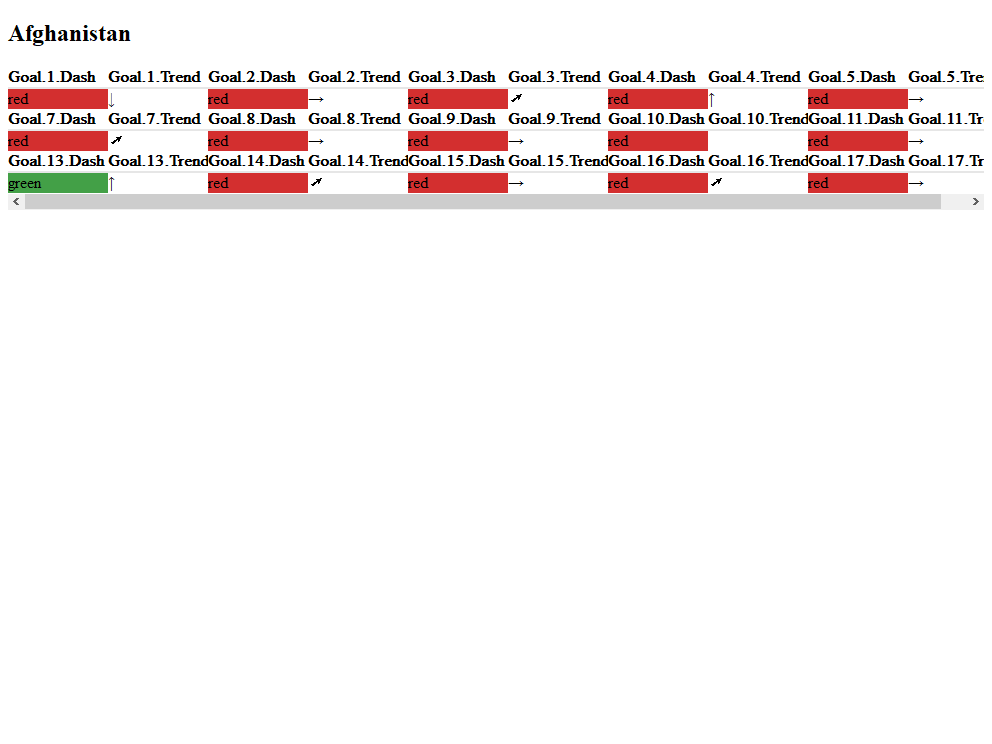 Afghanistan
Goal.1.Dash Goal.1.Trend Goal.2.Dash Goal.2.Trend Goal.3.Dash Goal.3.Trend Goal.4.Dash Goal.4.Trend Goal.5.Dash Goal.5.Tre
red ↓ red → red ↗ red ↑ red →
Goal.7.Dash Goal.7.Trend Goal.8.Dash Goal.8.Trend Goal.9.Dash Goal.9.Trend Goal.10.Dash Goal.10.Trend Goal.11.Dash Goal.11.Tr
red ↗ red → red → red red →
Goal.13.Dash Goal.13.Trend Goal.14.Dash Goal.14.Trend Goal.15.Dash Goal.15.Trend Goal.16.Dash Goal.16.Trend Goal.17.Dash Goal.17.Tr
green ↑ red ↗ red → red ↗ red →